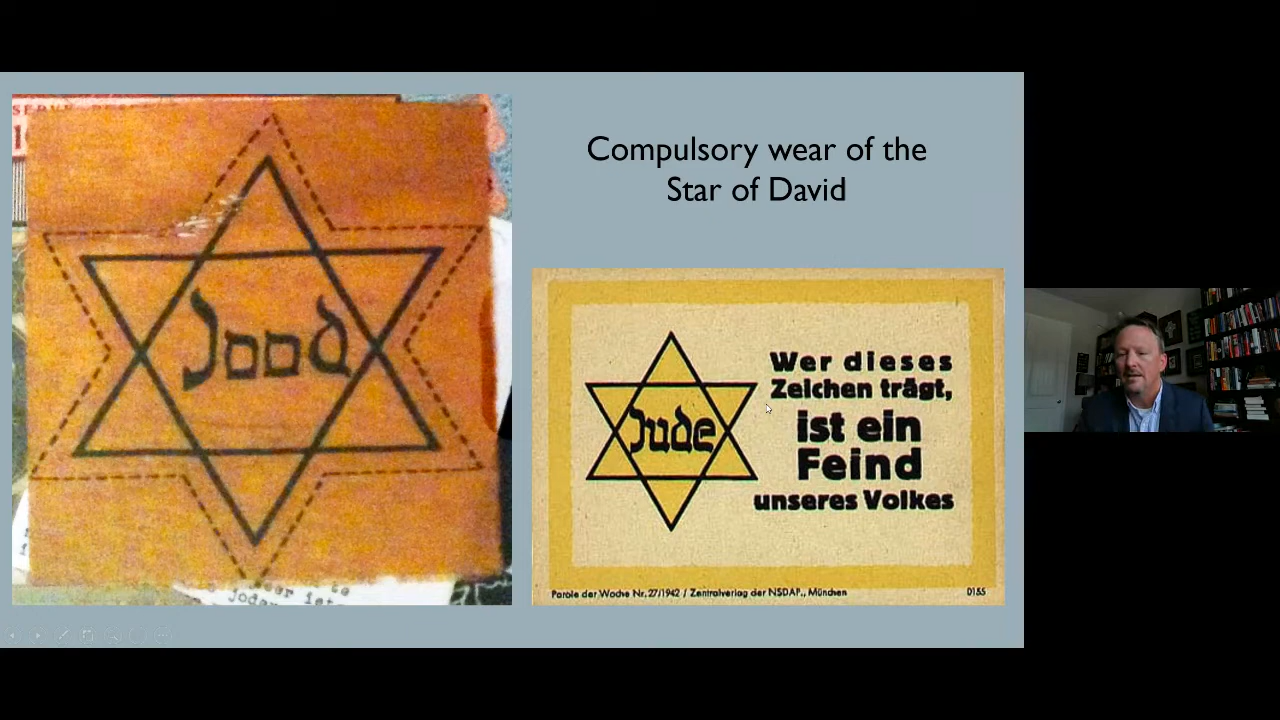 Compulsory wear of the
Star of David
Jood
Jude
Wer dieses
Zeichen trägt,
ist ein
Feind
unseres Volkes
Parole der Woche Nr. 27/1942 / Zentralverlag der NSDAP., München
D185